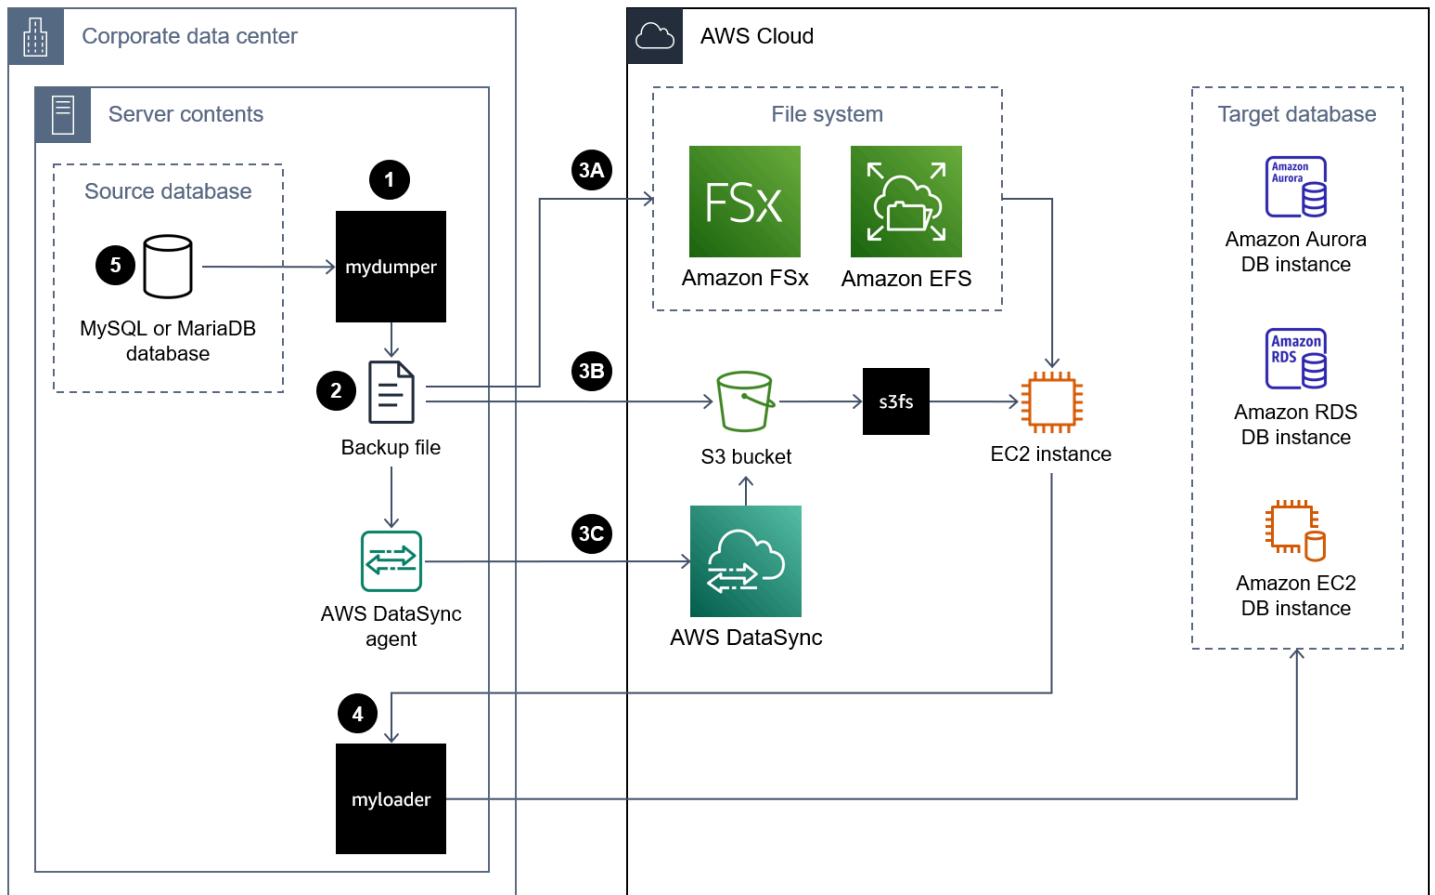 Corporate data center
AWS Cloud
Server contents
File system
Target database
Source database
1
3A
FSx
Amazon
Aurora
mydumper
5
Amazon FSx
Amazon EFS
Amazon Aurora
DB instance
MySQL or MariaDB
database
2
3B
Amazon
RDS
s3fs
Backup file
S3 bucket
EC2 instance
Amazon RDS
DB instance
3C
AWS DataSync
agent
AWS DataSync
Amazon EC2
DB instance
4
myloader